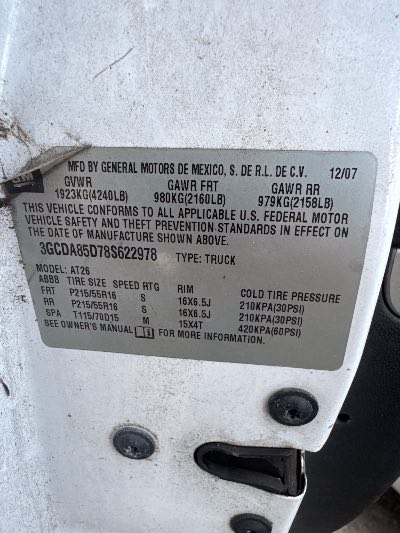 MFD BY GENERAL MOTORS DE MEXICO, S. DE R.L. DE C.V. 12/07
GVWR GAWR FRT GAWR RR
1923KG(4240LB) 980KG(2160LB) 979KG(2158LB)
THIS VEHICLE CONFORMS TO ALL APPLICABLE U.S. FEDERAL MOTOR
VEHICLE SAFETY AND THEFT PREVENTION STANDARDS IN EFFECT ON
THE DATE OF MANUFACTURE SHOWN ABOVE.
3GCDA85D78S622978 TYPE: TRUCK
MODEL: AT26
ABBB TIRE SIZE SPEED RTG RIM COLD TIRE PRESSURE
FRT P215/55R16 S 16X6.5J 210KPA(30PSI)
RR P215/55R16 S 16X6.5J 210KPA(30PSI)
SPA T115/70D15 M 15X4T 420KPA(60PSI)
SEE OWNER'S MANUAL FOR MORE INFORMATION.